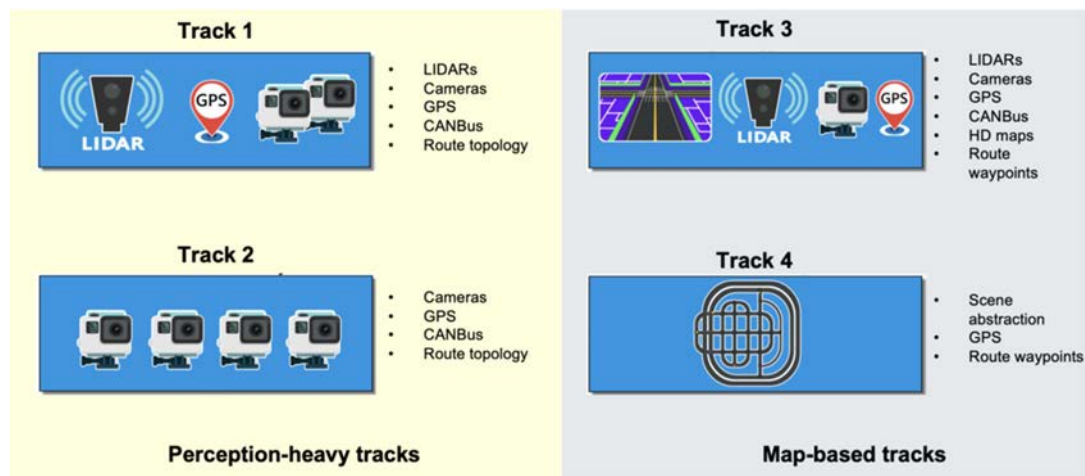 Track 1
LIDAR
GPS
• LIDARs
• Cameras
• GPS
• CANBus
• Route topology
Track 2
• Cameras
• GPS
• CANBus
• Route topology
Perception-heavy tracks
Track 3
LIDAR
GPS
• LIDARs
• Cameras
• GPS
• CANBus
• HD maps
• Route
waypoints
Track 4
• Scene
abstraction
• GPS
• Route waypoints
Map-based tracks